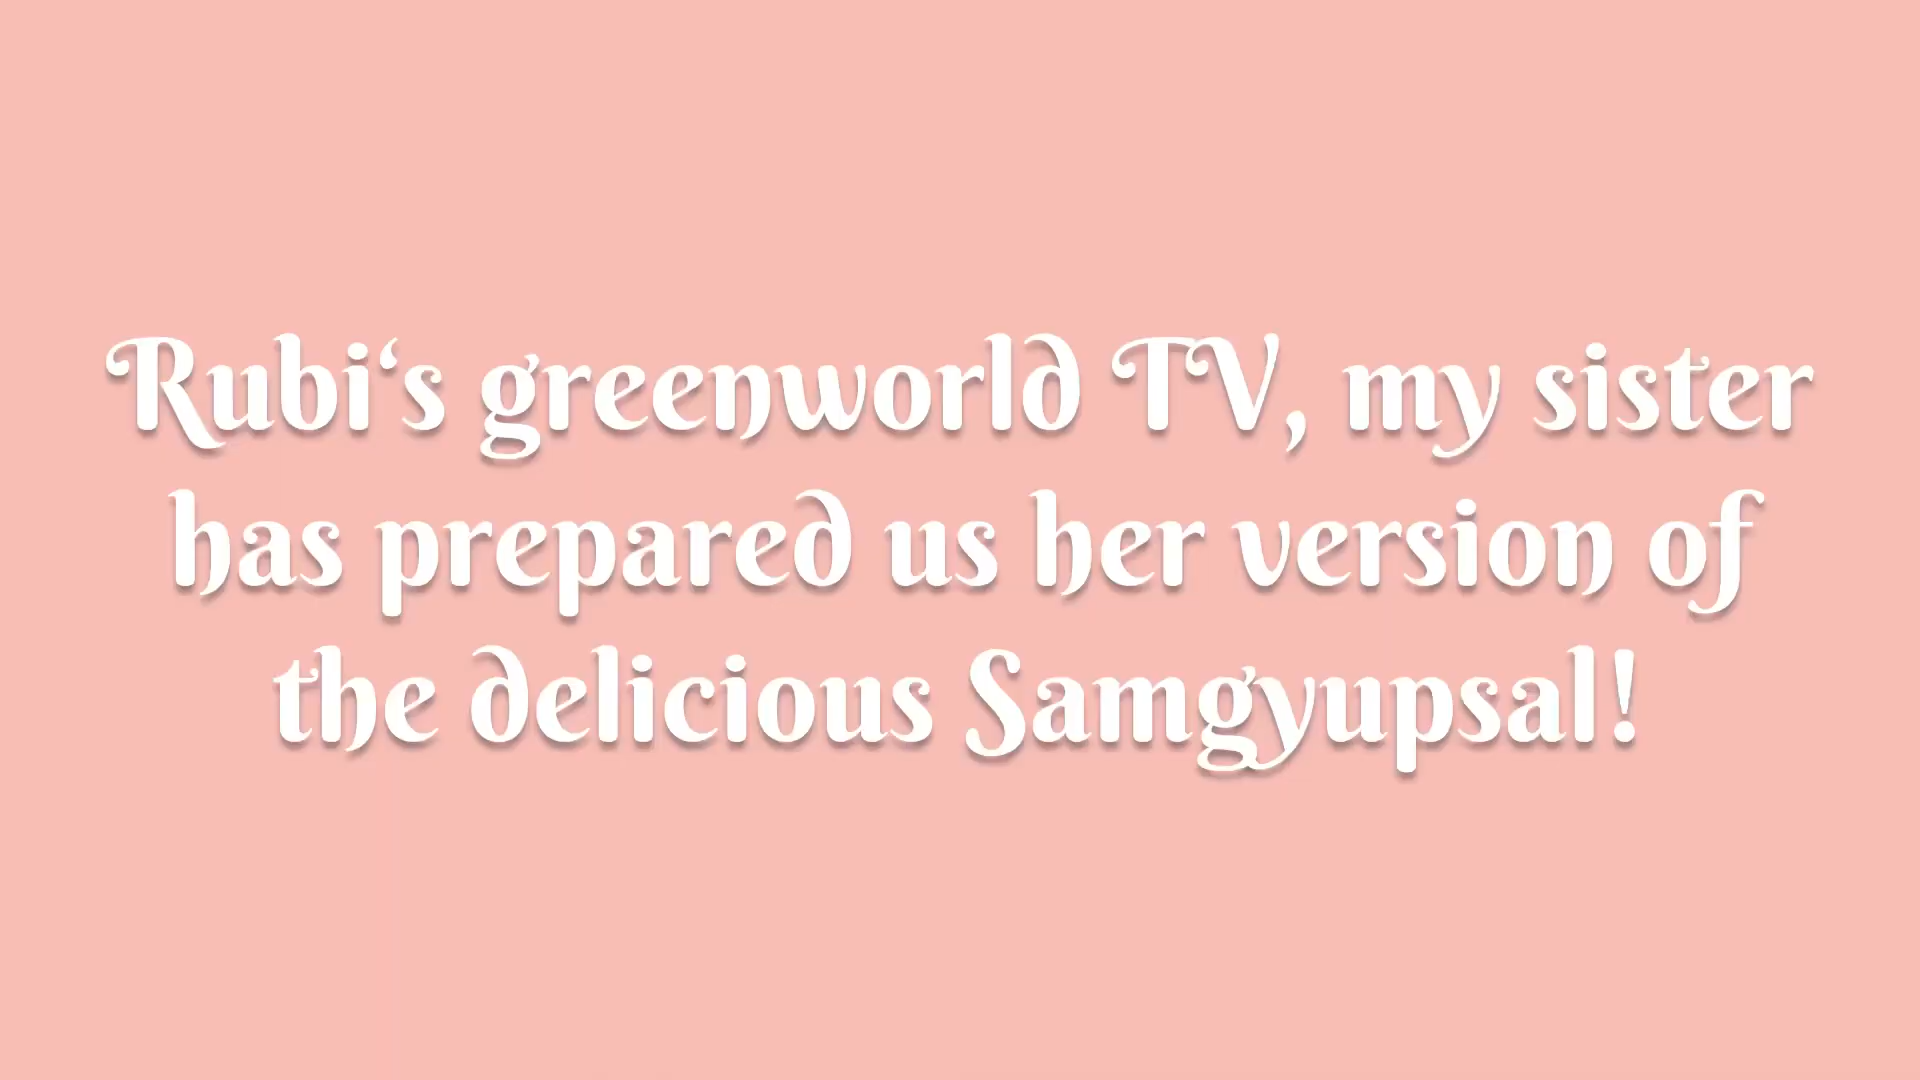 Rubi‘s greenworld TV, my sister
has prepared us her version of
the delicious Samgyupsal!